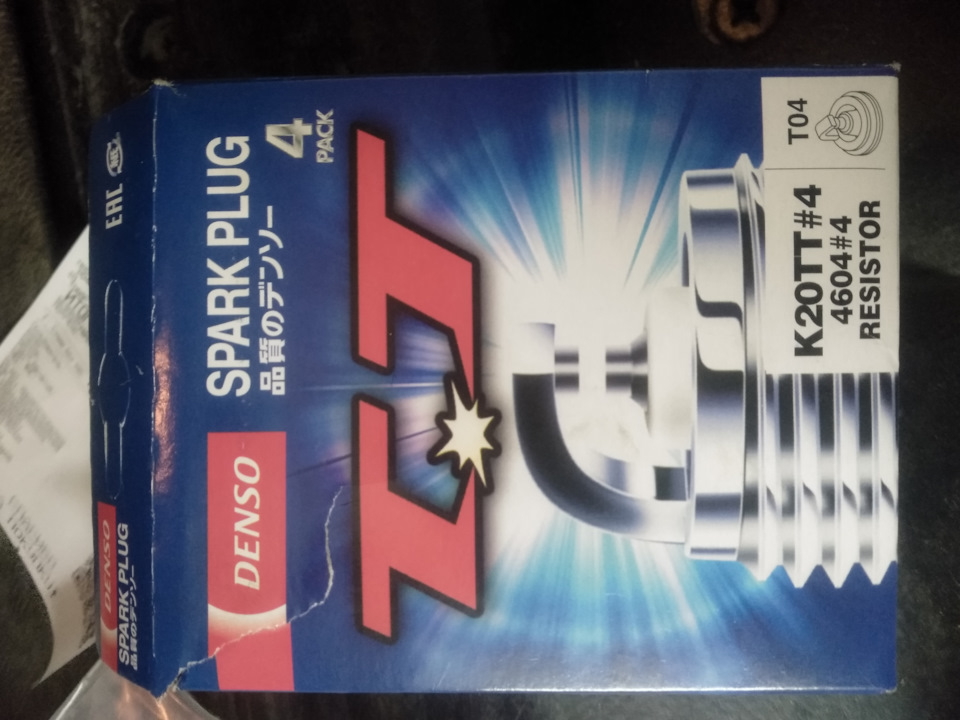 DENSO
SPARK PLUG
品質のデンソー
EAC
DENSO
SPARK PLUG
品質のデンソー
4
PACK
TT
T04
K20TT#4
4604#4
RESISTOR